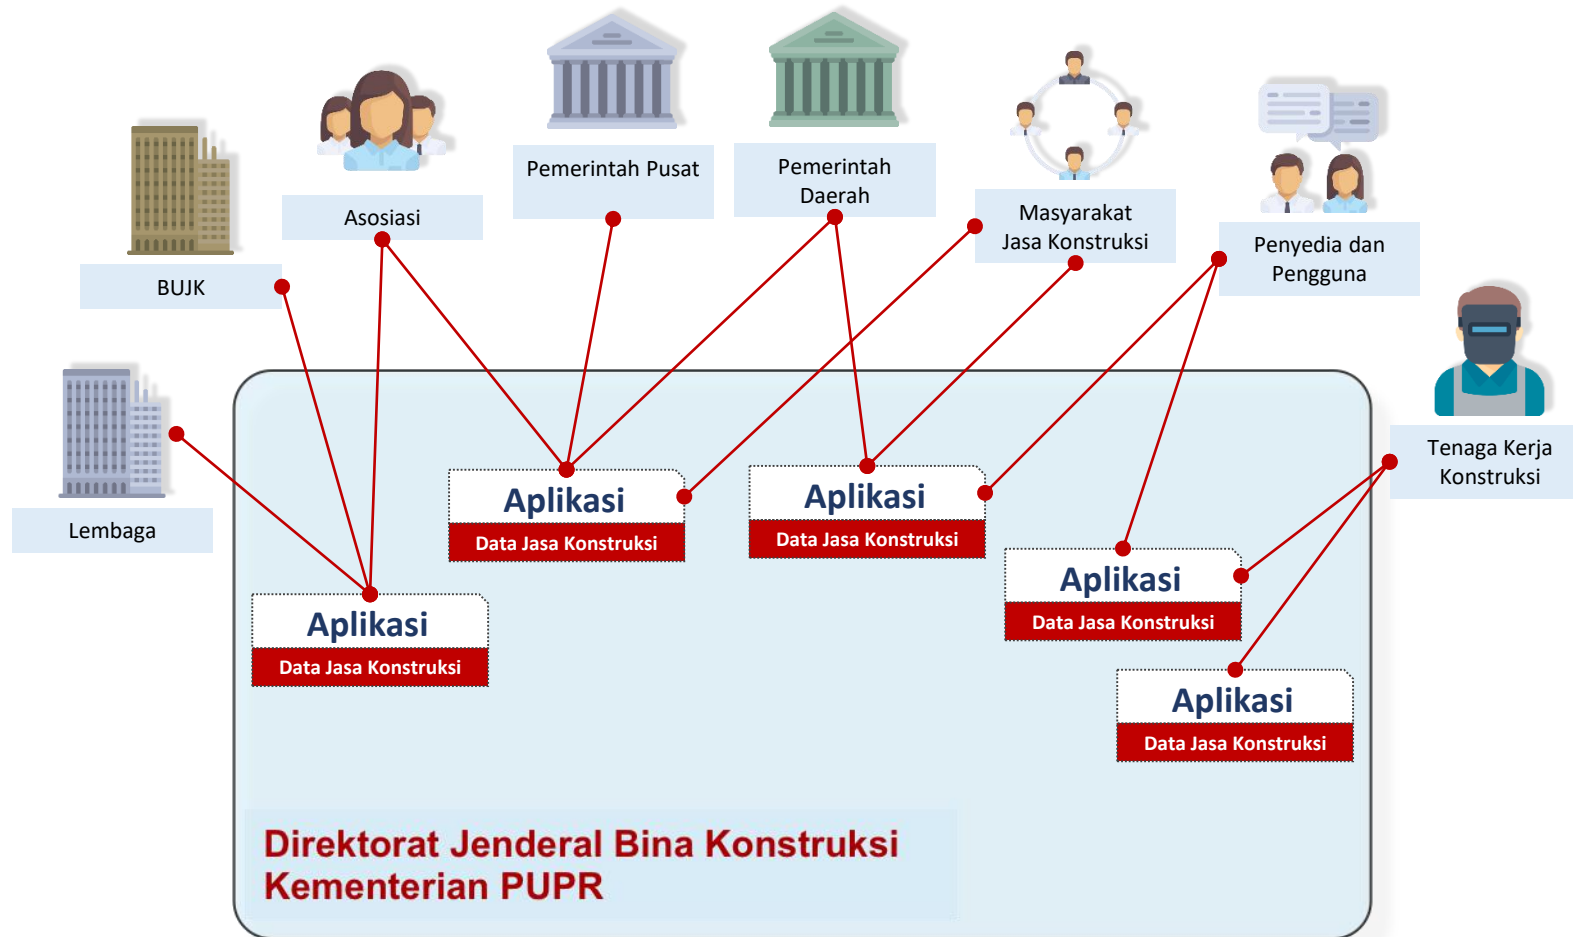 Pemerintah Pusat
Pemerintah
Daerah
Asosiasi
Masyarakat
Jasa Konstruksi
Penyedia dan
Pengguna
BUJK
Tenaga Kerja
Konstruksi
Lembaga
Aplikasi
Data Jasa Konstruksi
Aplikasi
Data Jasa Konstruksi
Aplikasi
Data Jasa Konstruksi
Aplikasi
Data Jasa Konstruksi
Aplikasi
Data Jasa Konstruksi
Direktorat Jenderal Bina Konstruksi
Kementerian PUPR